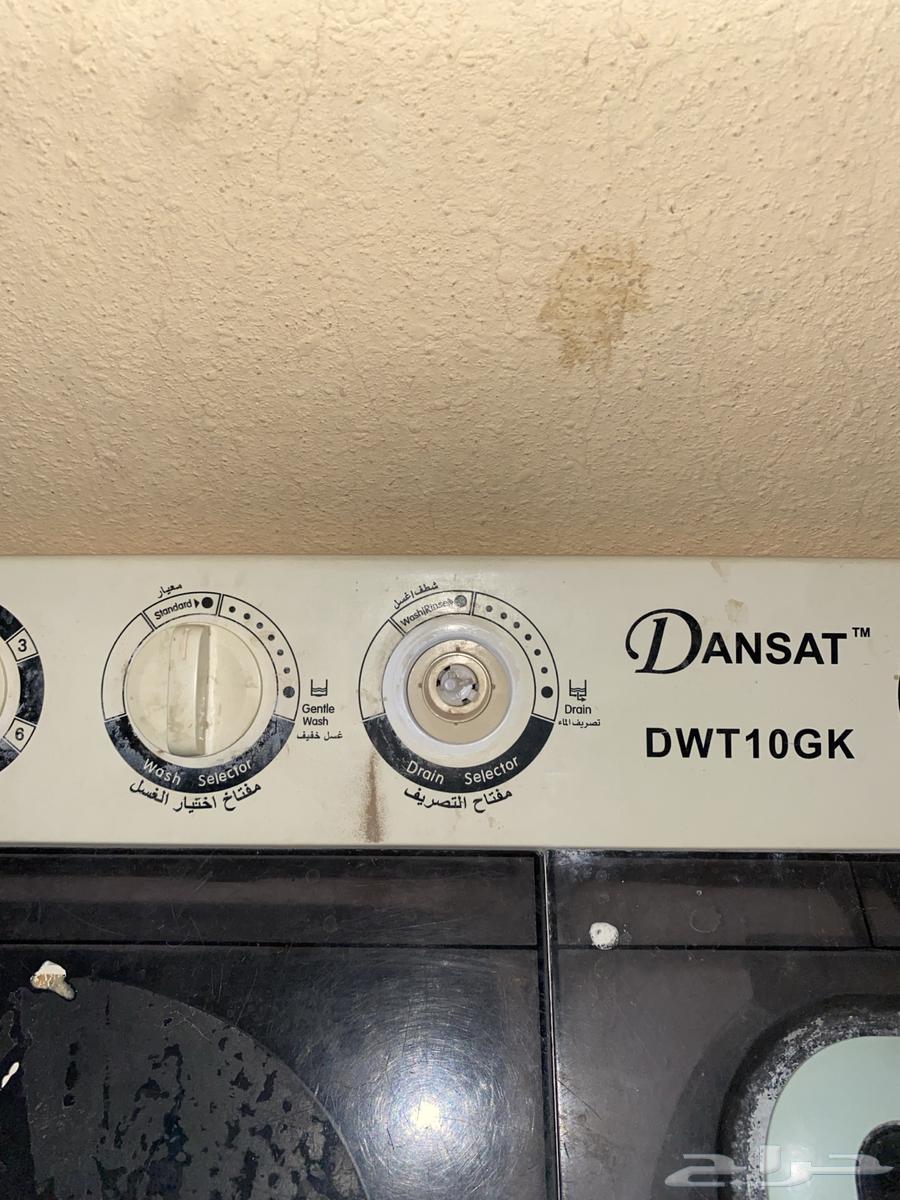 معيار
Standard
3
6
Gentle
Wash
غسل خفيف
Wash Selector
مفتاح اختيار الغسل
شطف/غسل
Wash/Rinse
Drain
تصريف الماء
Drain Selector
مفتاح التصريف
DANSAT™
DWT10GK
حراج